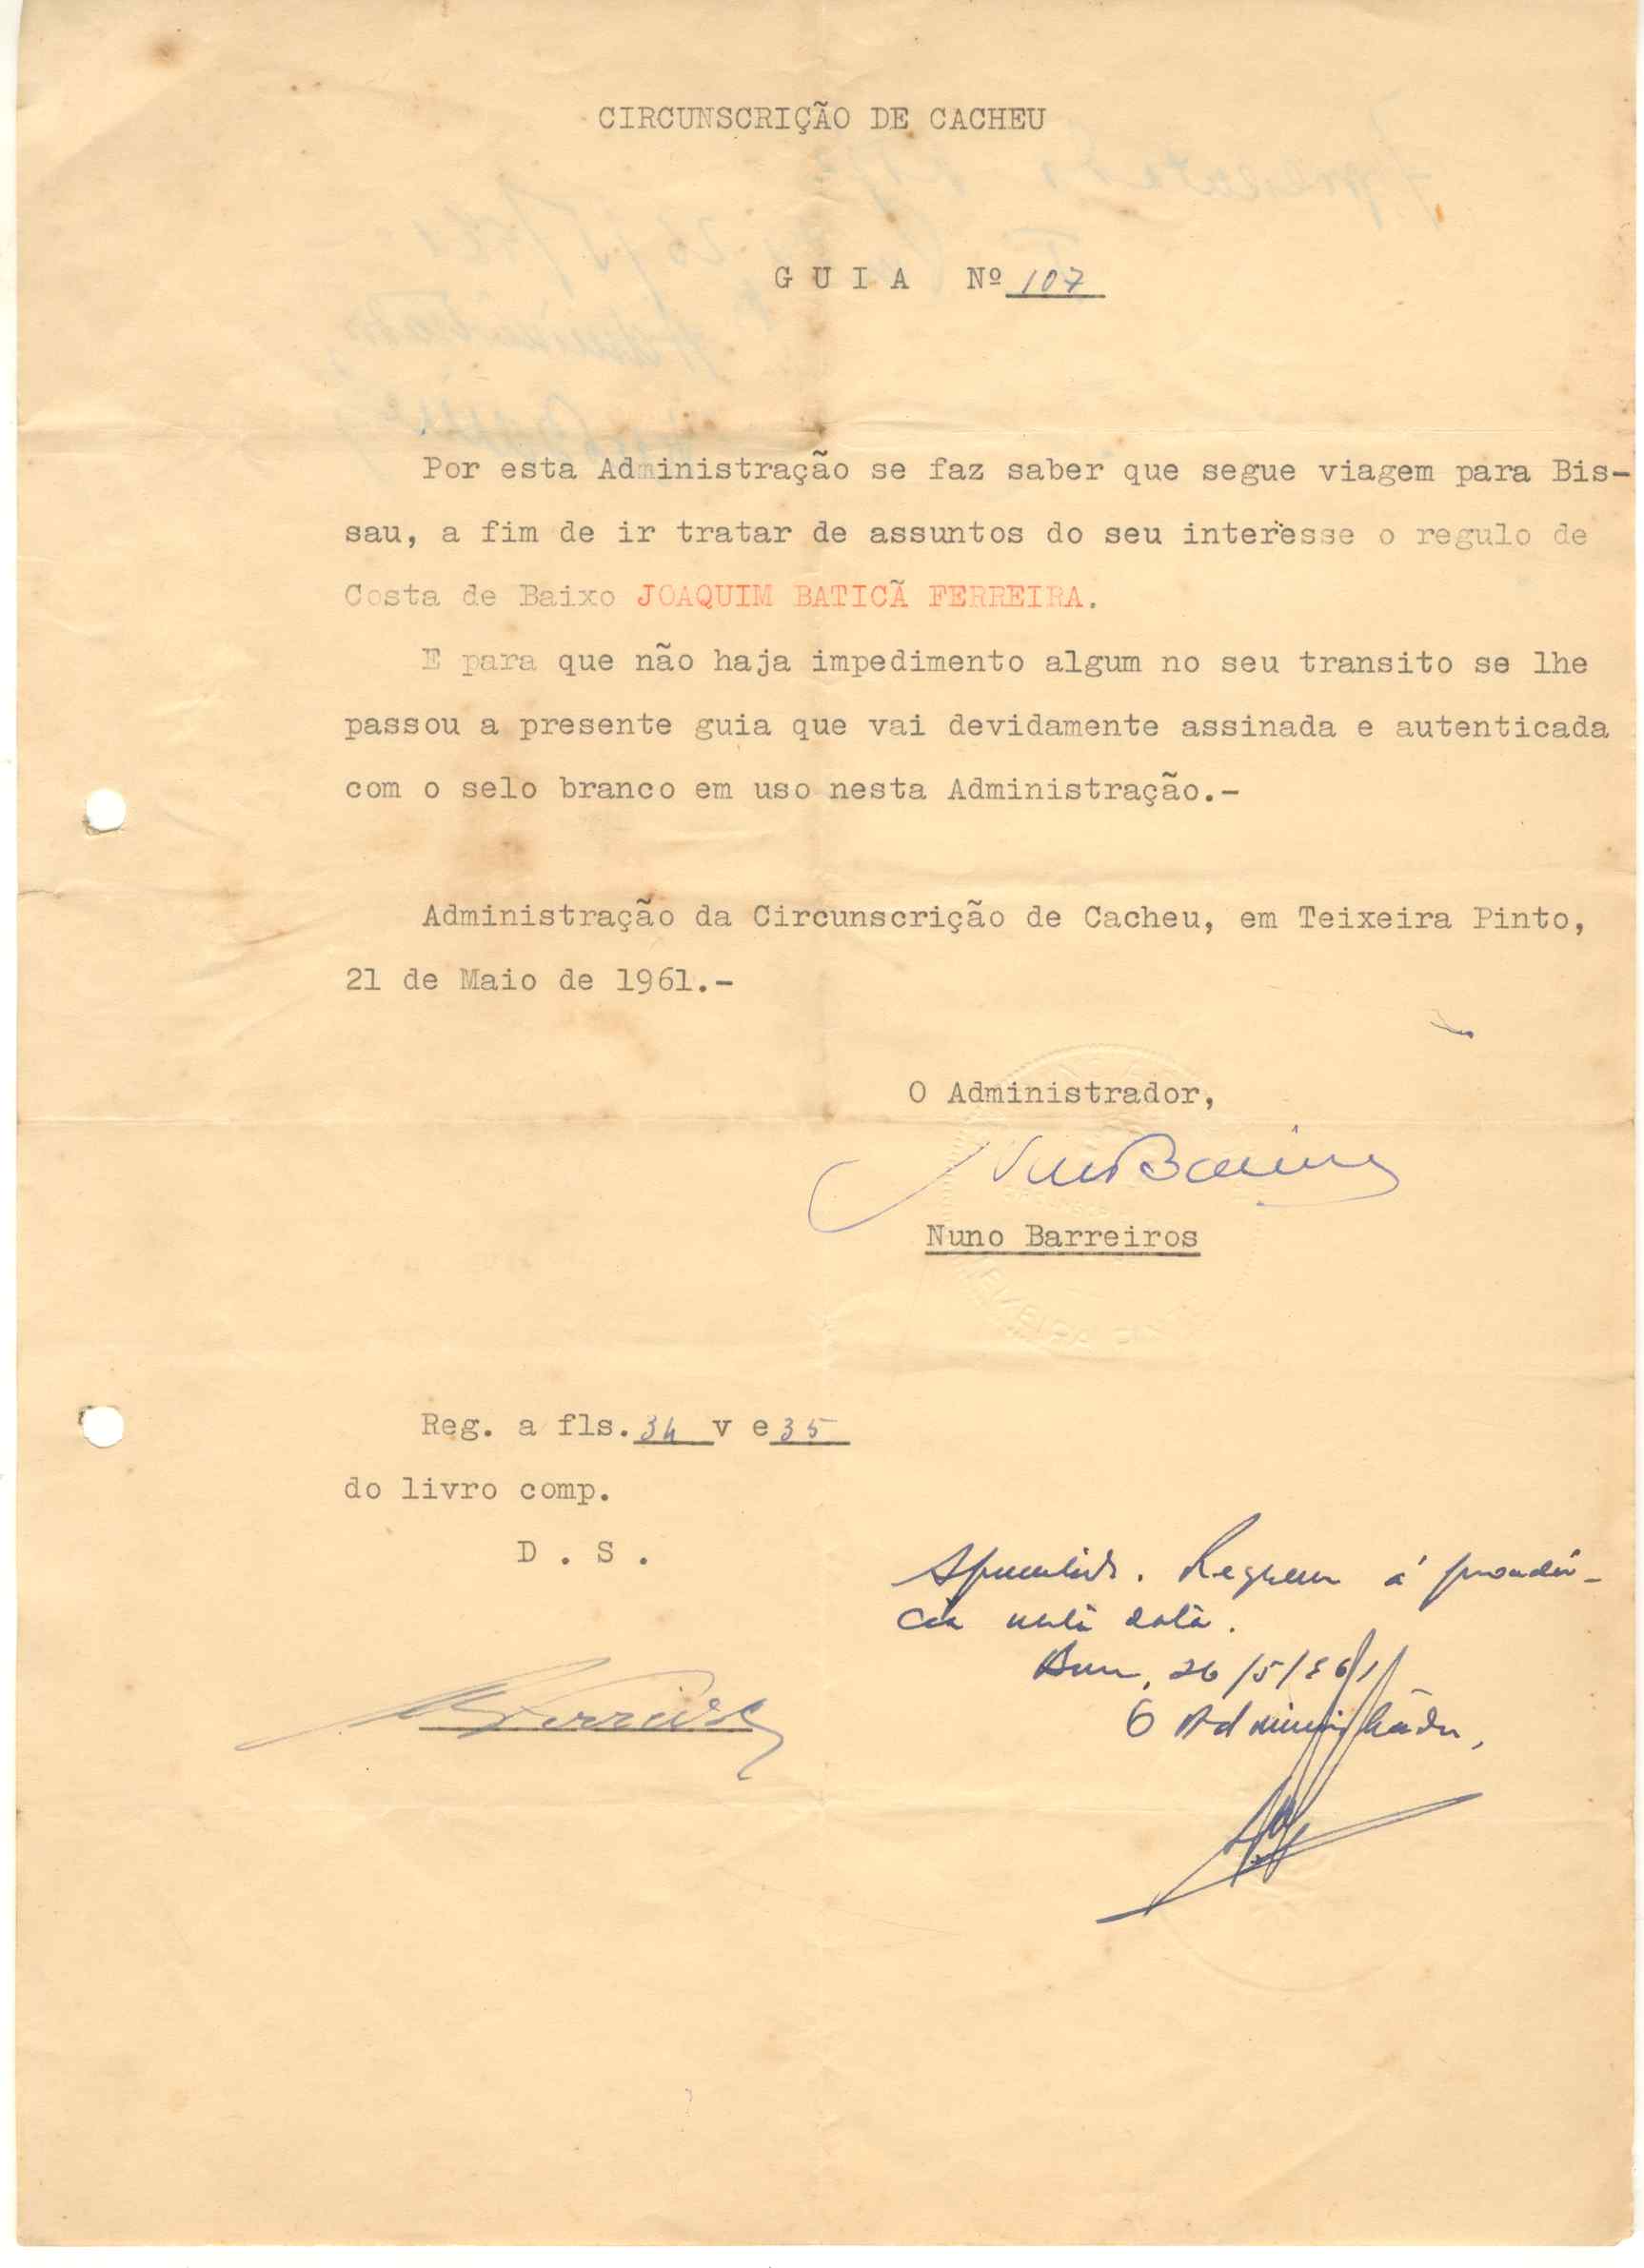 CIRCUNSCRIÇÃO DE CACHEU
G U I A Nº 107
Por esta Administração se faz saber que segue viagem para Bis-
sau, a fim de ir tratar de assuntos do seu interesse o regulo de
Costa de Baixo JOAQUIM BATICÃ FERREIRA.
E para que não haja impedimento algum no seu transito se lhe
passou a presente guia que vai devidamente assinada e autenticada
com o selo branco em uso nesta Administração.-
Administração da Circunscrição de Cacheu, em Teixeira Pinto,
21 de Maio de 1961.-
O Administrador,
Nuno Barreiros
Reg. a fls. 34 v e 35
do livro comp.
D . S .
26/5/961
O Administrador,